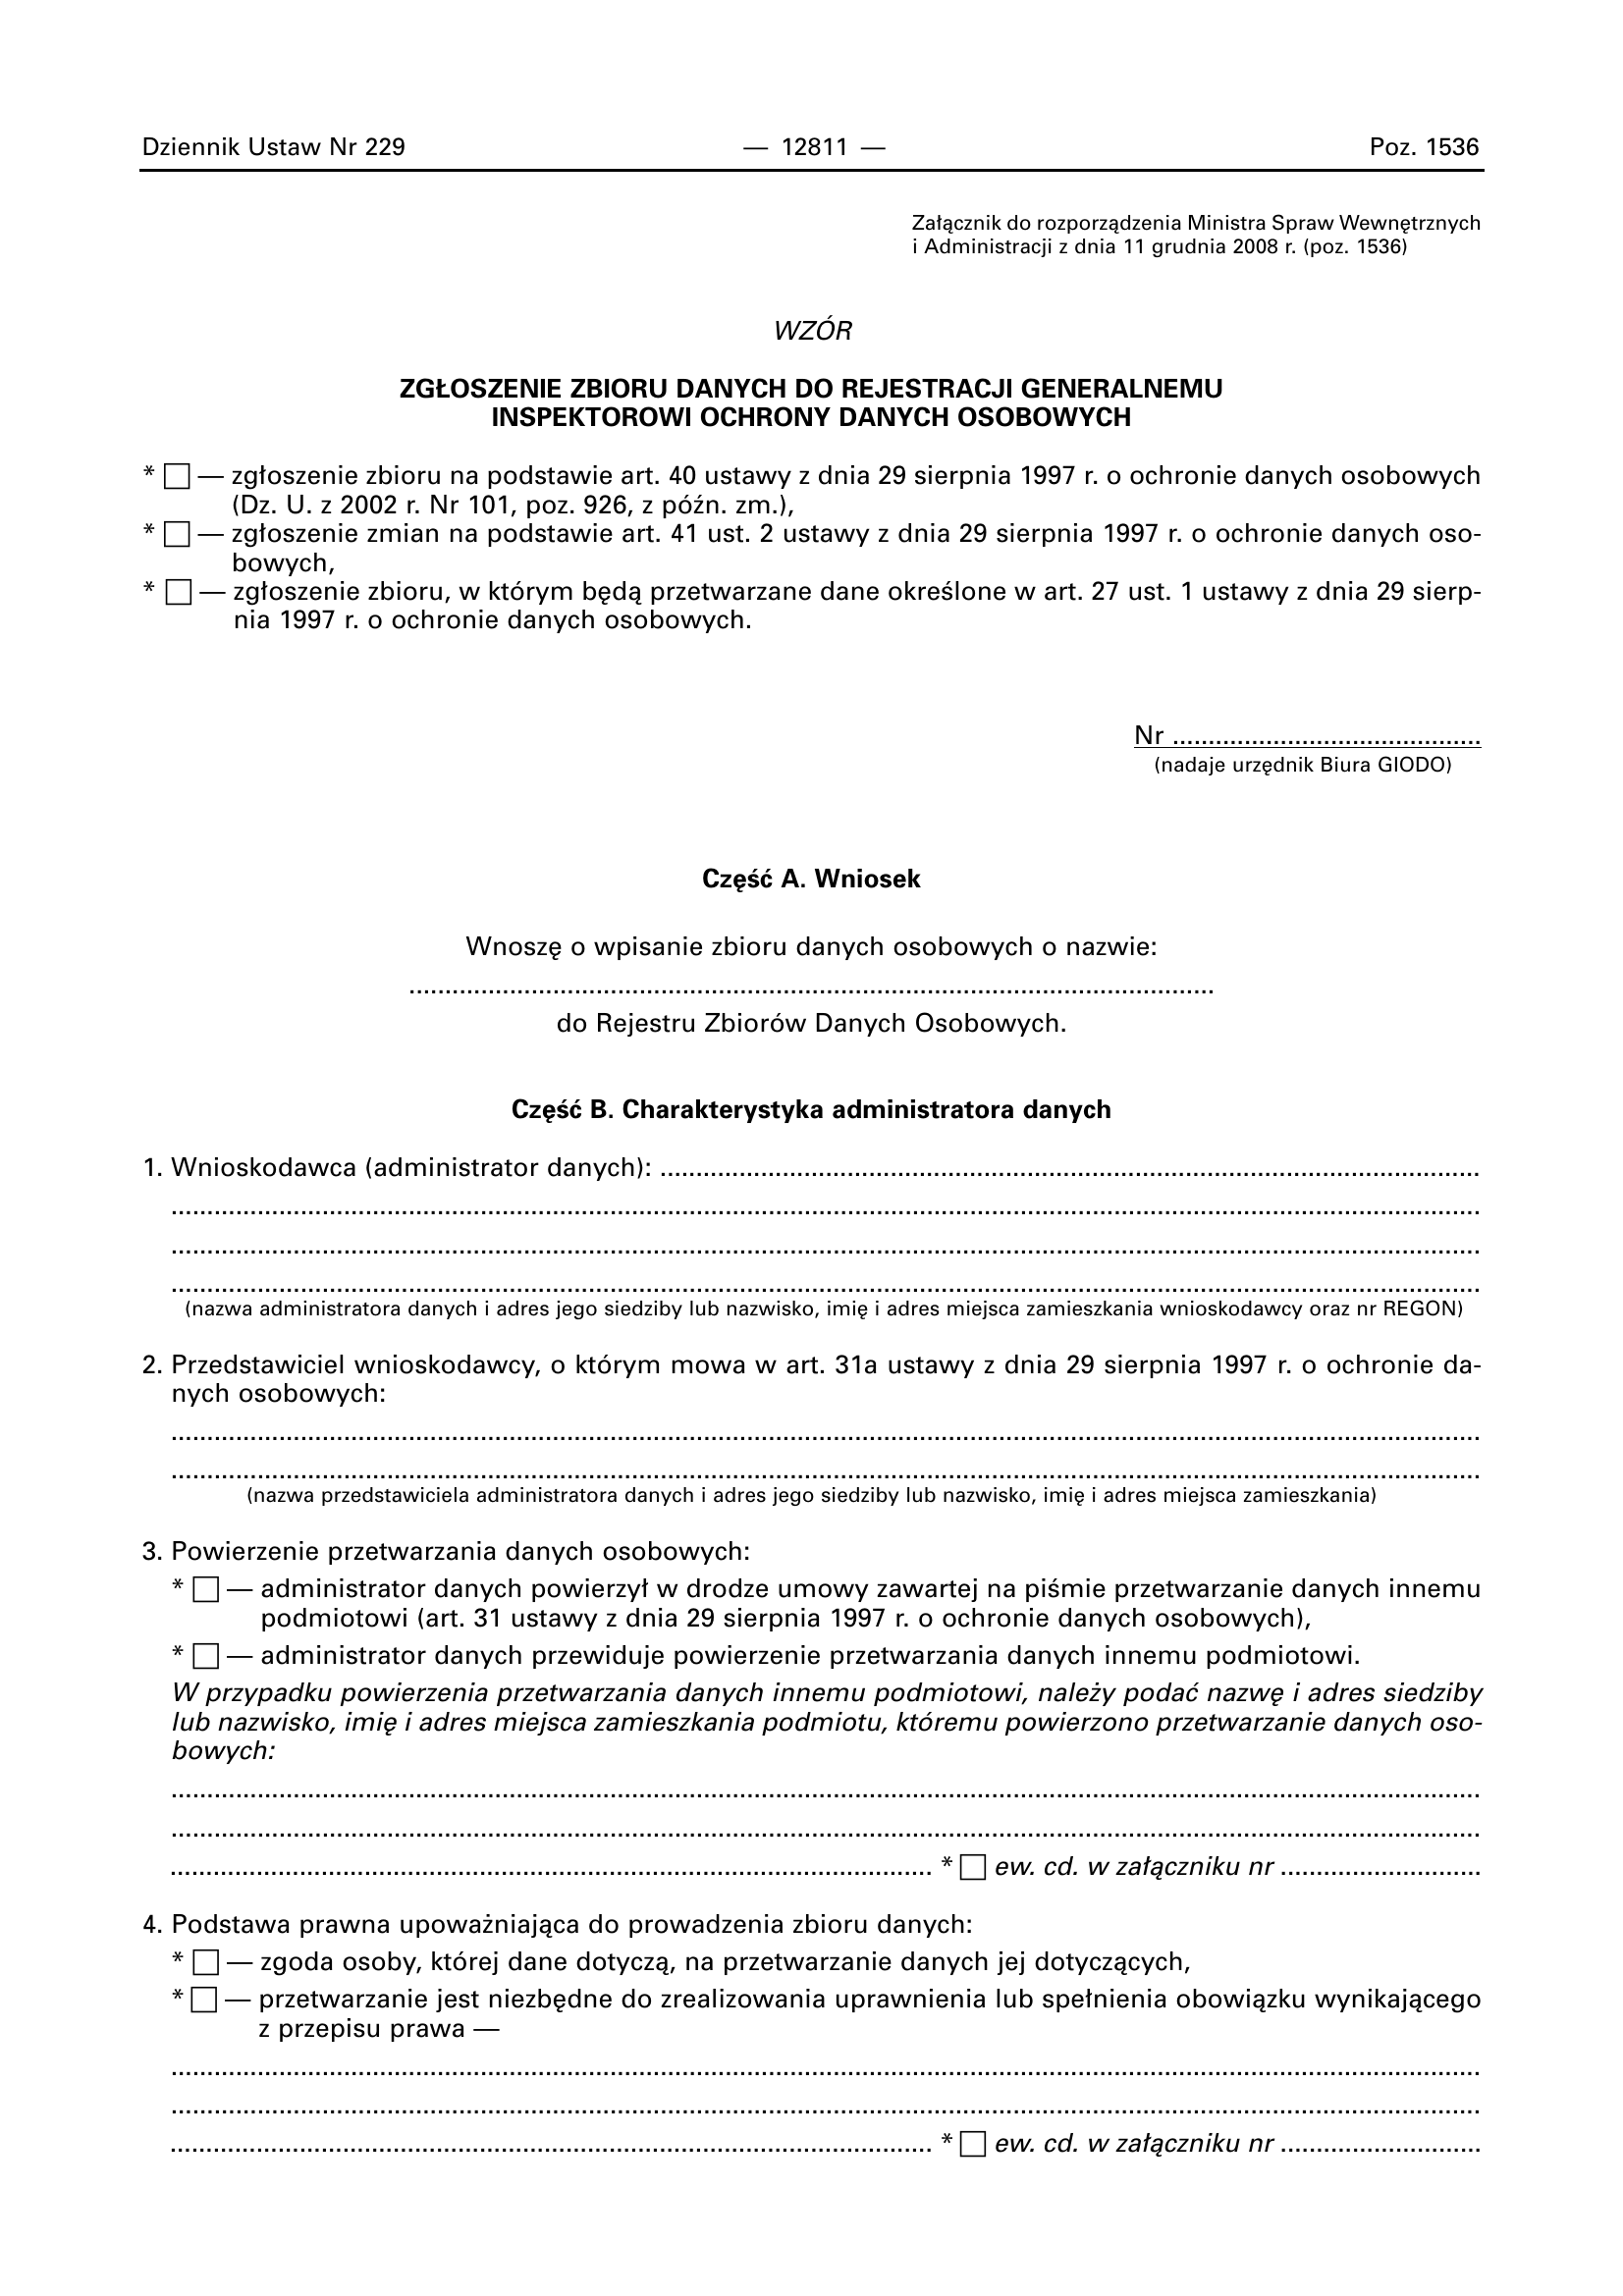 Dziennik Ustaw Nr 229 — 12811 — Poz. 1536
Załącznik do rozporządzenia Ministra Spraw Wewnętrznych
i Administracji z dnia 11 grudnia 2008 r. (poz. 1536)
WZÓR
ZGŁOSZENIE ZBIORU DANYCH DO REJESTRACJI GENERALNEMU
INSPEKTOROWI OCHRONY DANYCH OSOBOWYCH
* □ — zgłoszenie zbioru na podstawie art. 40 ustawy z dnia 29 sierpnia 1997 r. o ochronie danych osobowych
(Dz. U. z 2002 r. Nr 101, poz. 926, z późn. zm.),
* □ — zgłoszenie zmian na podstawie art. 41 ust. 2 ustawy z dnia 29 sierpnia 1997 r. o ochronie danych oso-
bowych,
* □ — zgłoszenie zbioru, w którym będą przetwarzane dane określone w art. 27 ust. 1 ustawy z dnia 29 sierp-
nia 1997 r. o ochronie danych osobowych.
Nr ...........................................
(nadaje urzędnik Biura GIODO)
Część A. Wniosek
Wnoszę o wpisanie zbioru danych osobowych o nazwie:
................................................................................................................
do Rejestru Zbiorów Danych Osobowych.
Część B. Charakterystyka administratora danych
1. Wnioskodawca (administrator danych): ..................................................................................................................
......................................................................................................................................................................................
......................................................................................................................................................................................
......................................................................................................................................................................................
(nazwa administratora danych i adres jego siedziby lub nazwisko, imię i adres miejsca zamieszkania wnioskodawcy oraz nr REGON)
2. Przedstawiciel wnioskodawcy, o którym mowa w art. 31a ustawy z dnia 29 sierpnia 1997 r. o ochronie da-
nych osobowych:
......................................................................................................................................................................................
......................................................................................................................................................................................
(nazwa przedstawiciela administratora danych i adres jego siedziby lub nazwisko, imię i adres miejsca zamieszkania)
3. Powierzenie przetwarzania danych osobowych:
* □ — administrator danych powierzył w drodze umowy zawartej na piśmie przetwarzanie danych innemu
podmiotowi (art. 31 ustawy z dnia 29 sierpnia 1997 r. o ochronie danych osobowych),
* □ — administrator danych przewiduje powierzenie przetwarzania danych innemu podmiotowi.
W przypadku powierzenia przetwarzania danych innemu podmiotowi, należy podać nazwę i adres siedziby
lub nazwisko, imię i adres miejsca zamieszkania podmiotu, któremu powierzono przetwarzanie danych oso-
bowych:
......................................................................................................................................................................................
......................................................................................................................................................................................
.......................................................................................................... * □ ew. cd. w załączniku nr ............................
4. Podstawa prawna upoważniająca do prowadzenia zbioru danych:
* □ — zgoda osoby, której dane dotyczą, na przetwarzanie danych jej dotyczących,
* □ — przetwarzanie jest niezbędne do zrealizowania uprawnienia lub spełnienia obowiązku wynikającego
z przepisu prawa —
......................................................................................................................................................................................
......................................................................................................................................................................................
.......................................................................................................... * □ ew. cd. w załączniku nr ............................